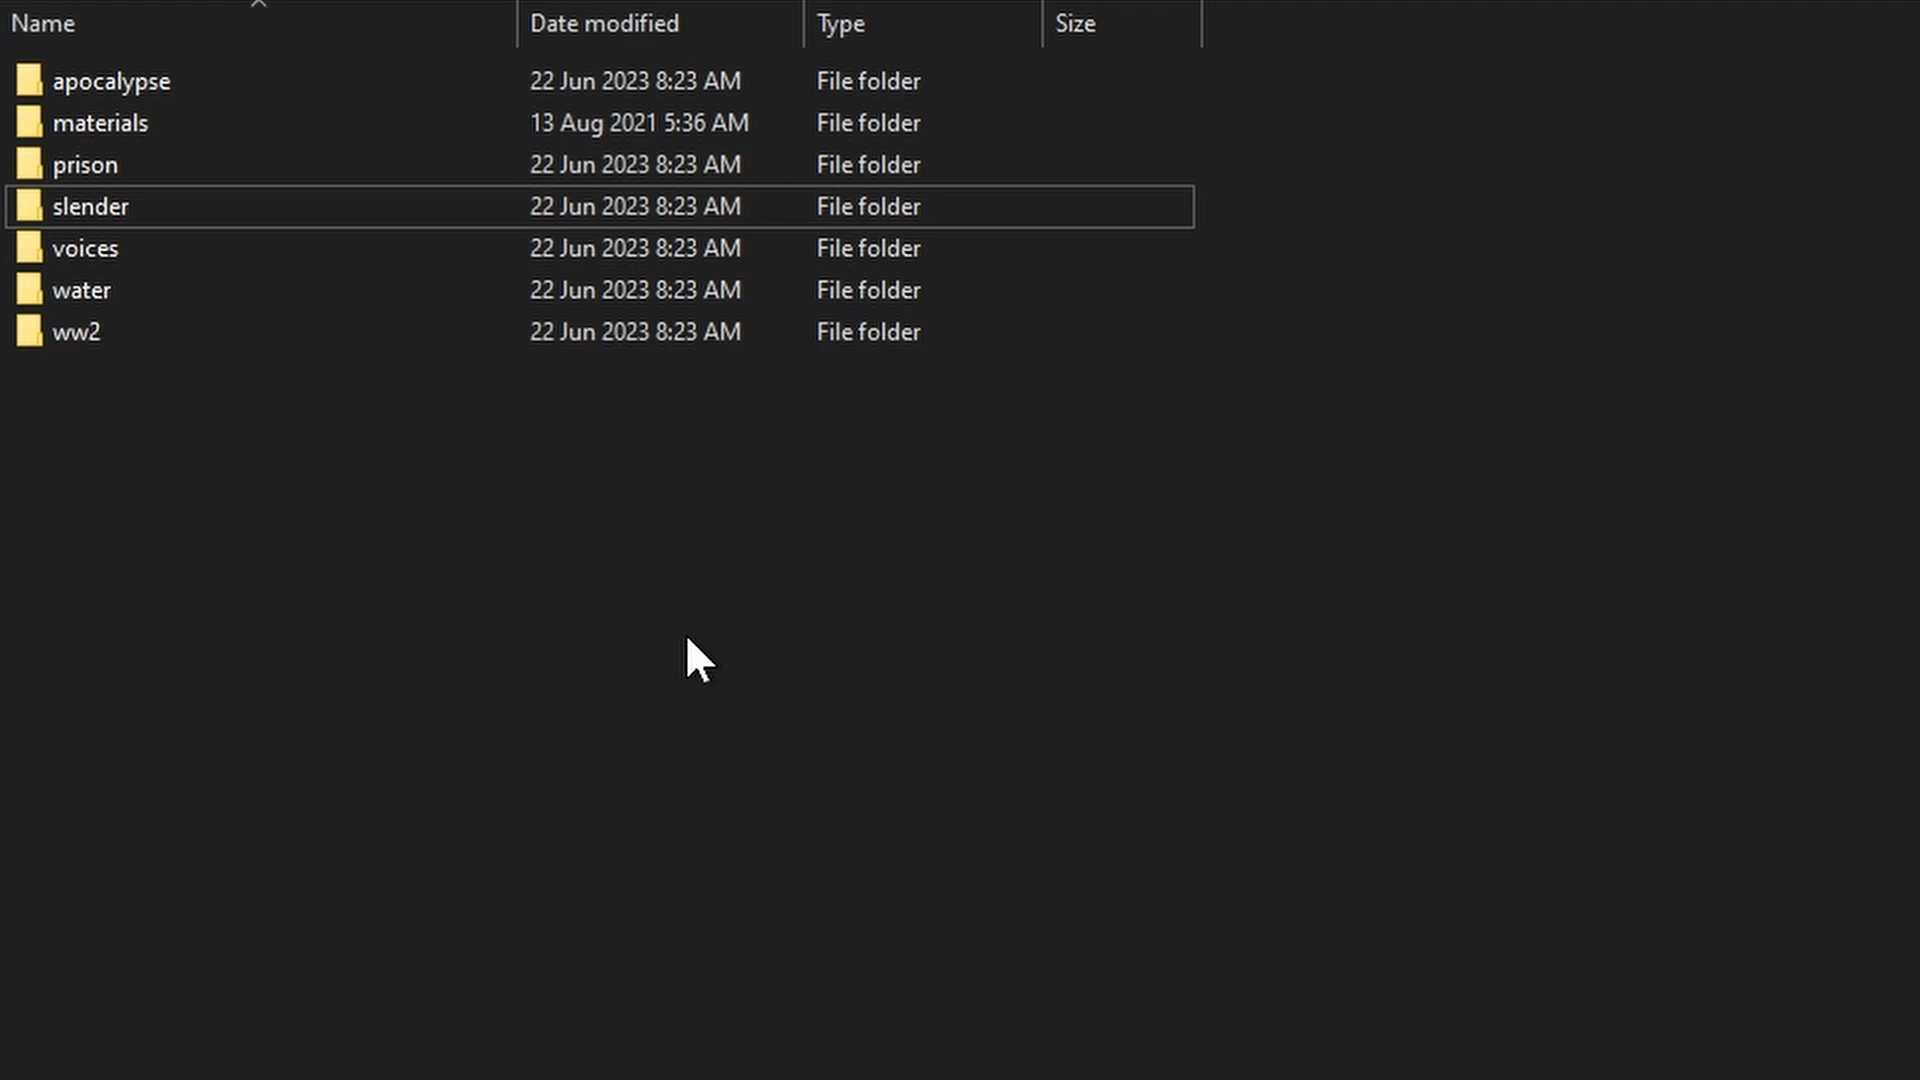 Name Date modified Type Size
apocalypse 22 Jun 2023 8:23 AM File folder
materials 13 Aug 2021 5:36 AM File folder
prison 22 Jun 2023 8:23 AM File folder
slender 22 Jun 2023 8:23 AM File folder
voices 22 Jun 2023 8:23 AM File folder
water 22 Jun 2023 8:23 AM File folder
ww2 22 Jun 2023 8:23 AM File folder